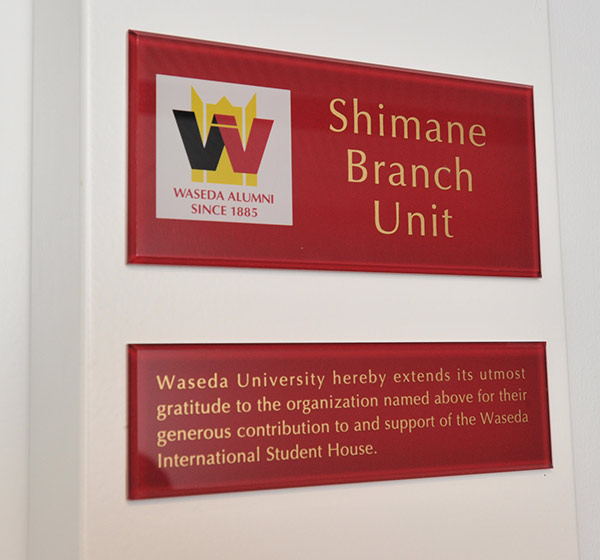 Shimane
Branch
Unit
W
WASEDA ALUMNI
SINCE 1885
Waseda University hereby extends its utmost
gratitude to the organization named above for their
generous contribution to and support of the Waseda
International Student House.